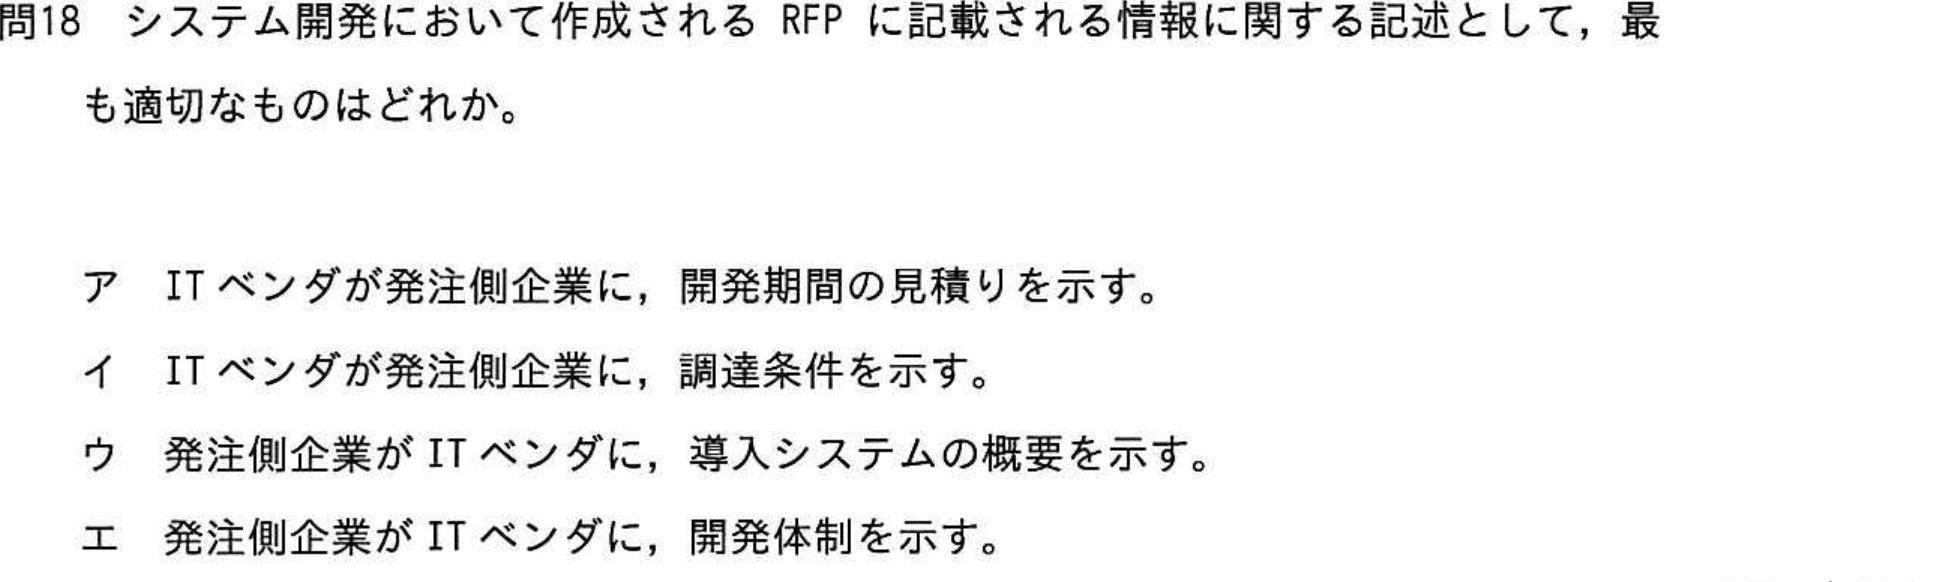 問18 システム開発において作成される RFP に記載される情報に関する記述として，最
も適切なものはどれか。
ア IT ベンダが発注側企業に，開発期間の見積りを示す。
イ IT ベンダが発注側企業に，調達条件を示す。
ウ 発注側企業が IT ベンダに，導入システムの概要を示す。
エ 発注側企業が IT ベンダに，開発体制を示す。